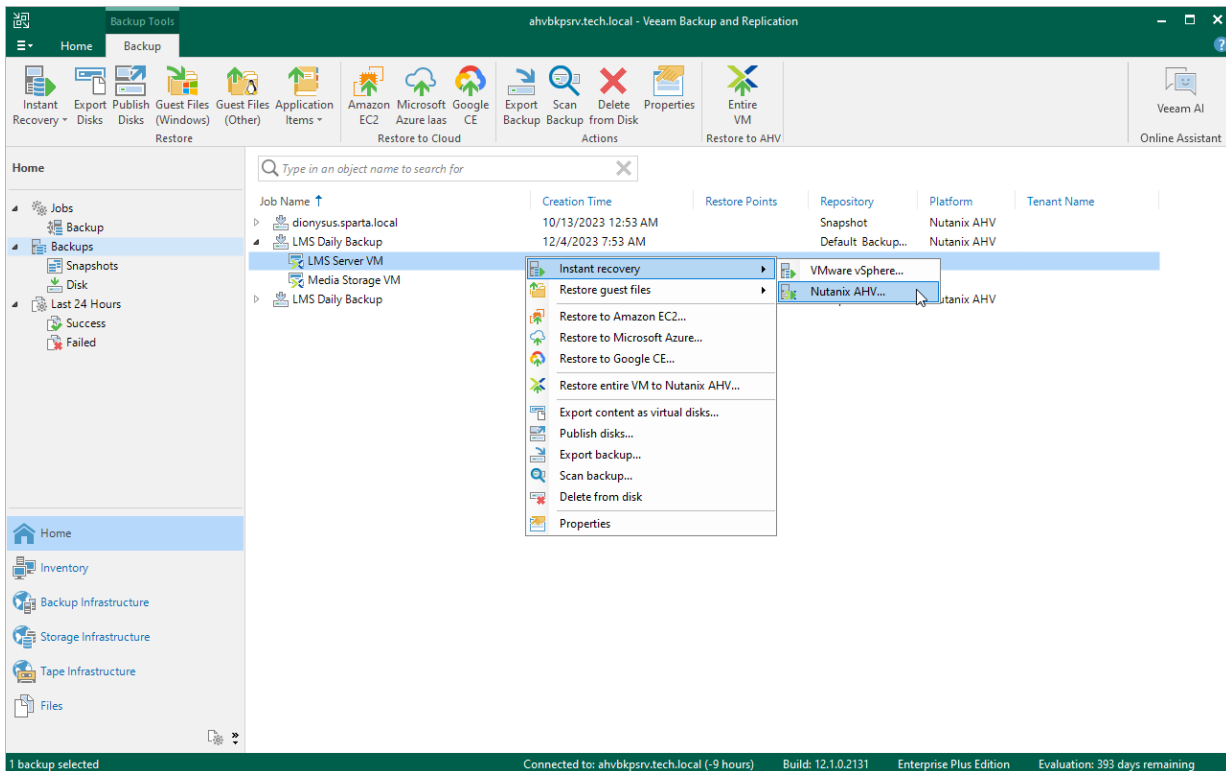 Backup Tools
ahvbkpsrv.tech.local - Veeam Backup and Replication
Home
Backup
Instant Recovery
Export Disks
Publish Disks
Guest Files (Windows)
Guest Files (Other)
Application Items
Amazon EC2
Microsoft Azure Iaas
Google CE
Export Backup
Scan Backup
Delete from Disk
Properties
Entire VM
Veeam AI
Restore
Restore to Cloud
Actions
Restore to AHV
Online Assistant
Home
Jobs
Backup
Backups
Snapshots
Disk
Last 24 Hours
Success
Failed
Type in an object name to search for
Job Name Creation Time Restore Points Repository Platform Tenant Name
dionysus.sparta.local 10/13/2023 12:53 AM Snapshot Nutanix AHV
LMS Daily Backup 12/4/2023 7:53 AM Default Backup... Nutanix AHV
LMS Server VM
Media Storage VM
LMS Daily Backup utanix AHV
Instant recovery
Restore guest files
Restore to Amazon EC2...
Restore to Microsoft Azure...
Restore to Google CE...
Restore entire VM to Nutanix AHV...
Export content as virtual disks...
Publish disks...
Export backup...
Scan backup...
Delete from disk
Properties
VMware vSphere...
Nutanix AHV...
Home
Inventory
Backup Infrastructure
Storage Infrastructure
Tape Infrastructure
Files
1 backup selected Connected to: ahvbkpsrv.tech.local (-9 hours) Build: 12.1.0.2131 Enterprise Plus Edition Evaluation: 393 days remaining